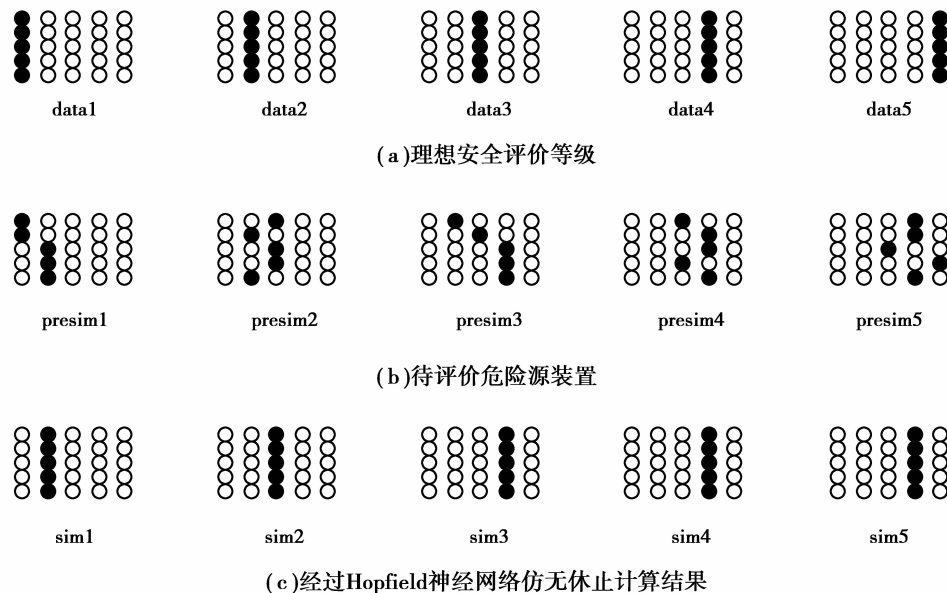 data1 data2 data3 data4 data5
(a)理想安全评价等级
presim1 presim2 presim3 presim4 presim5
(b)待评价危险源装置
sim1 sim2 sim3 sim4 sim5
(c)经过Hopfield神经网络仿无休止计算结果